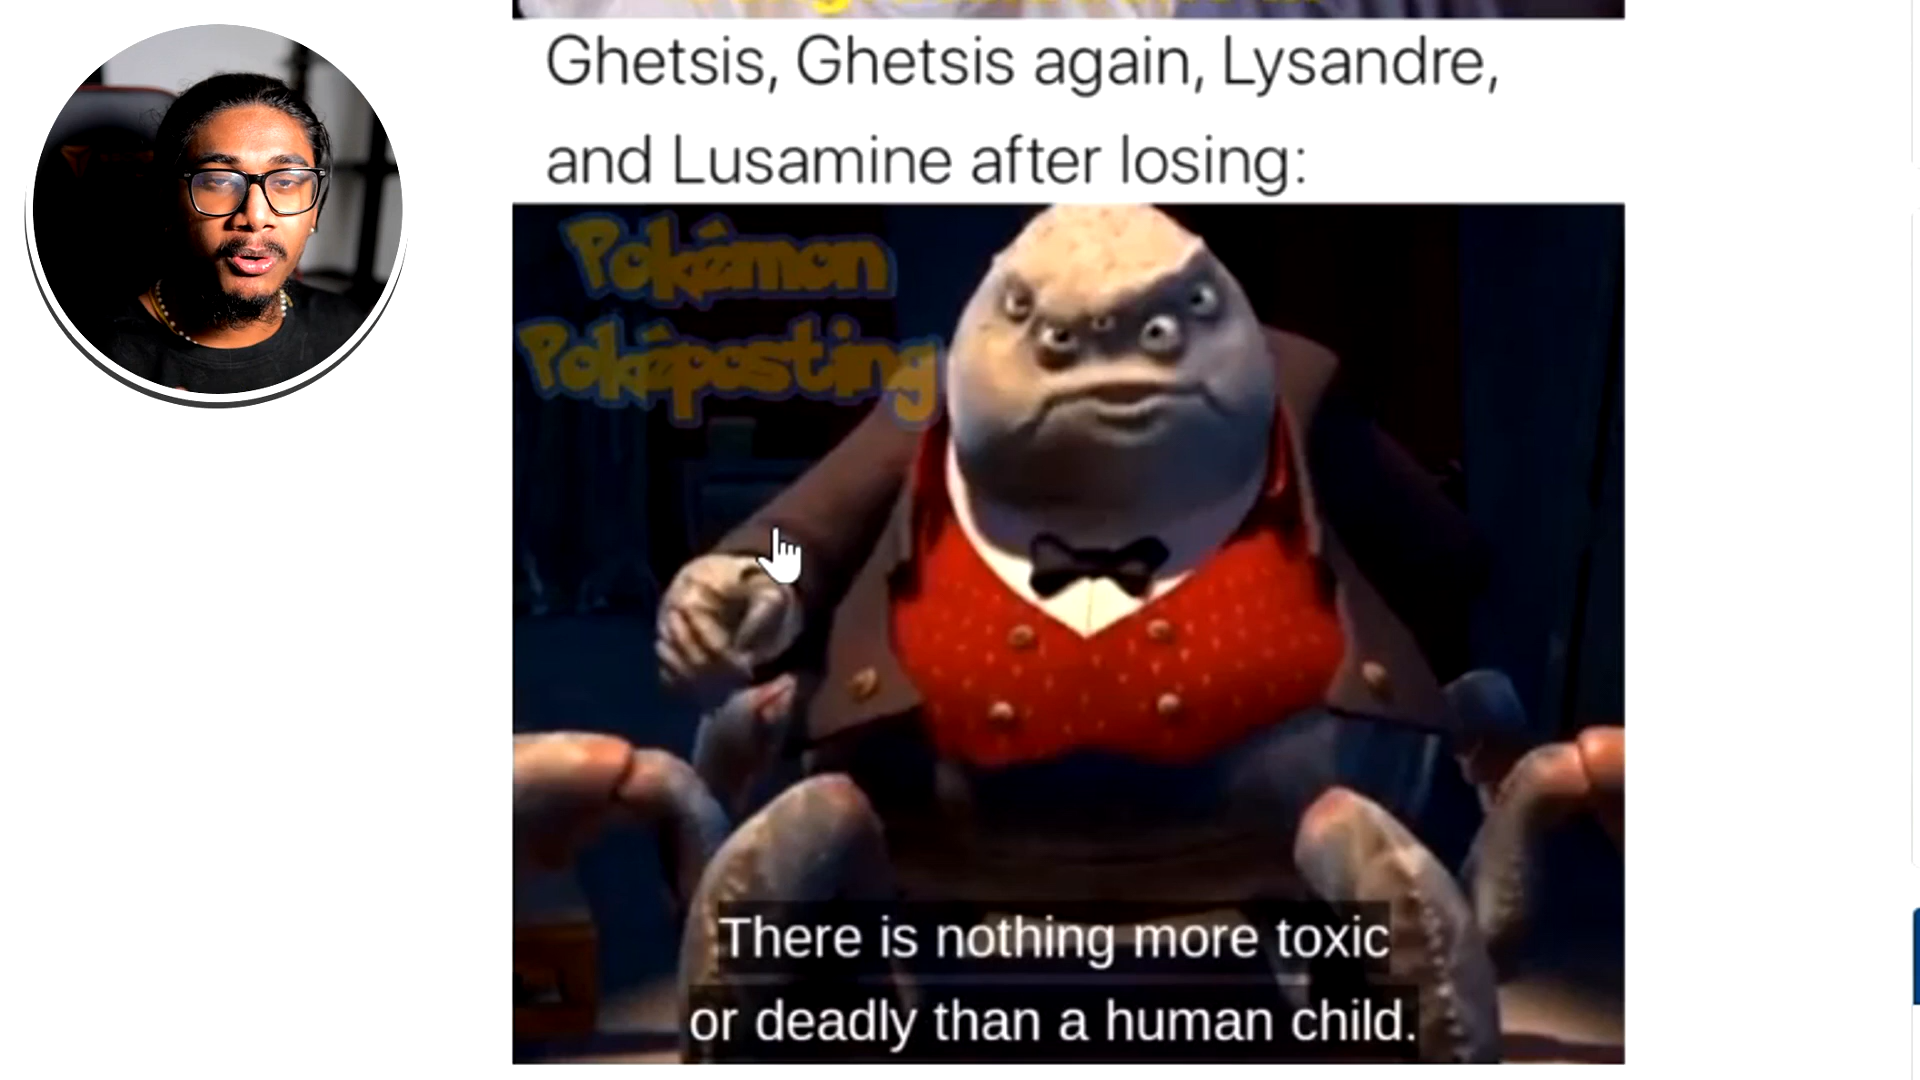 Ghetsis, Ghetsis again, Lysandre,
and Lusamine after losing:
Pokémon
Poképosting
There is nothing more toxic
or deadly than a human child.